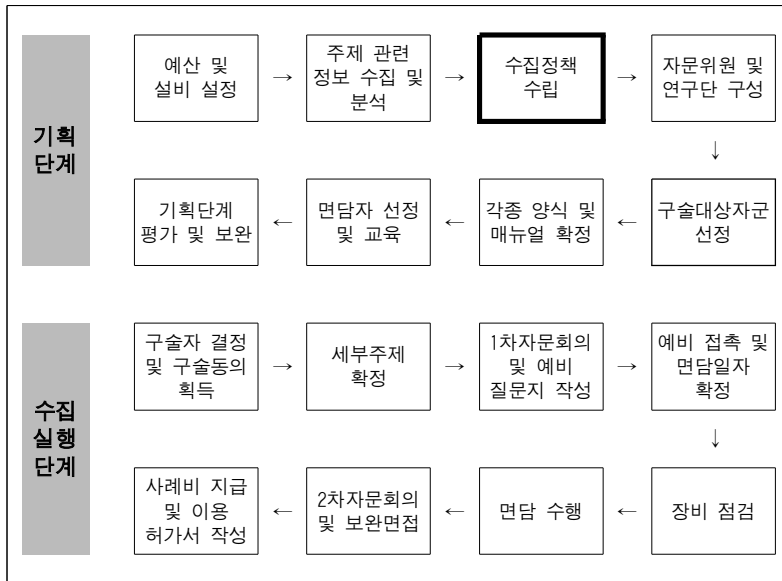 기획
단계
예산 및
설비 설정
→
주제 관련
정보 수집 및
분석
→
수집정책
수립
→
자문위원 및
연구단 구성
↓
구술대상자군
선정
←
각종 양식 및
매뉴얼 확정
←
면담자 선정
및 교육
←
기획단계
평가 및 보완
수집
실행
단계
구술자 결정
및 구술동의
획득
→
세부주제
확정
→
1차자문회의
및 예비
질문지 작성
→
예비 접촉 및
면담일자
확정
↓
장비 점검
←
면담 수행
←
2차자문회의
및 보완면접
←
사례비 지급
및 이용
허가서 작성